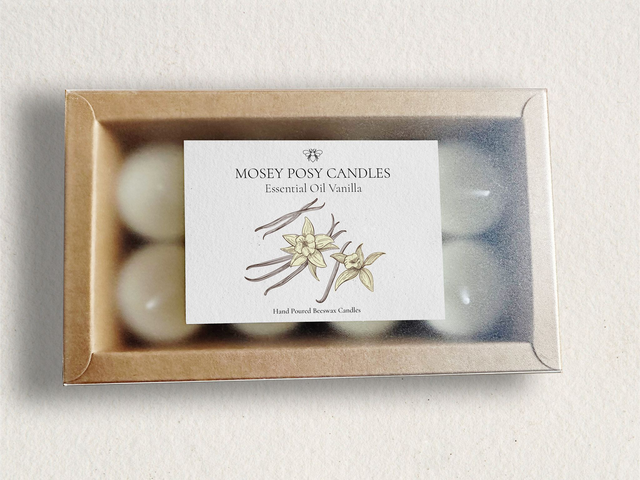 MOSEY POSY CANDLES
Essential Oil Vanilla
Hand Poured Beeswax Candles